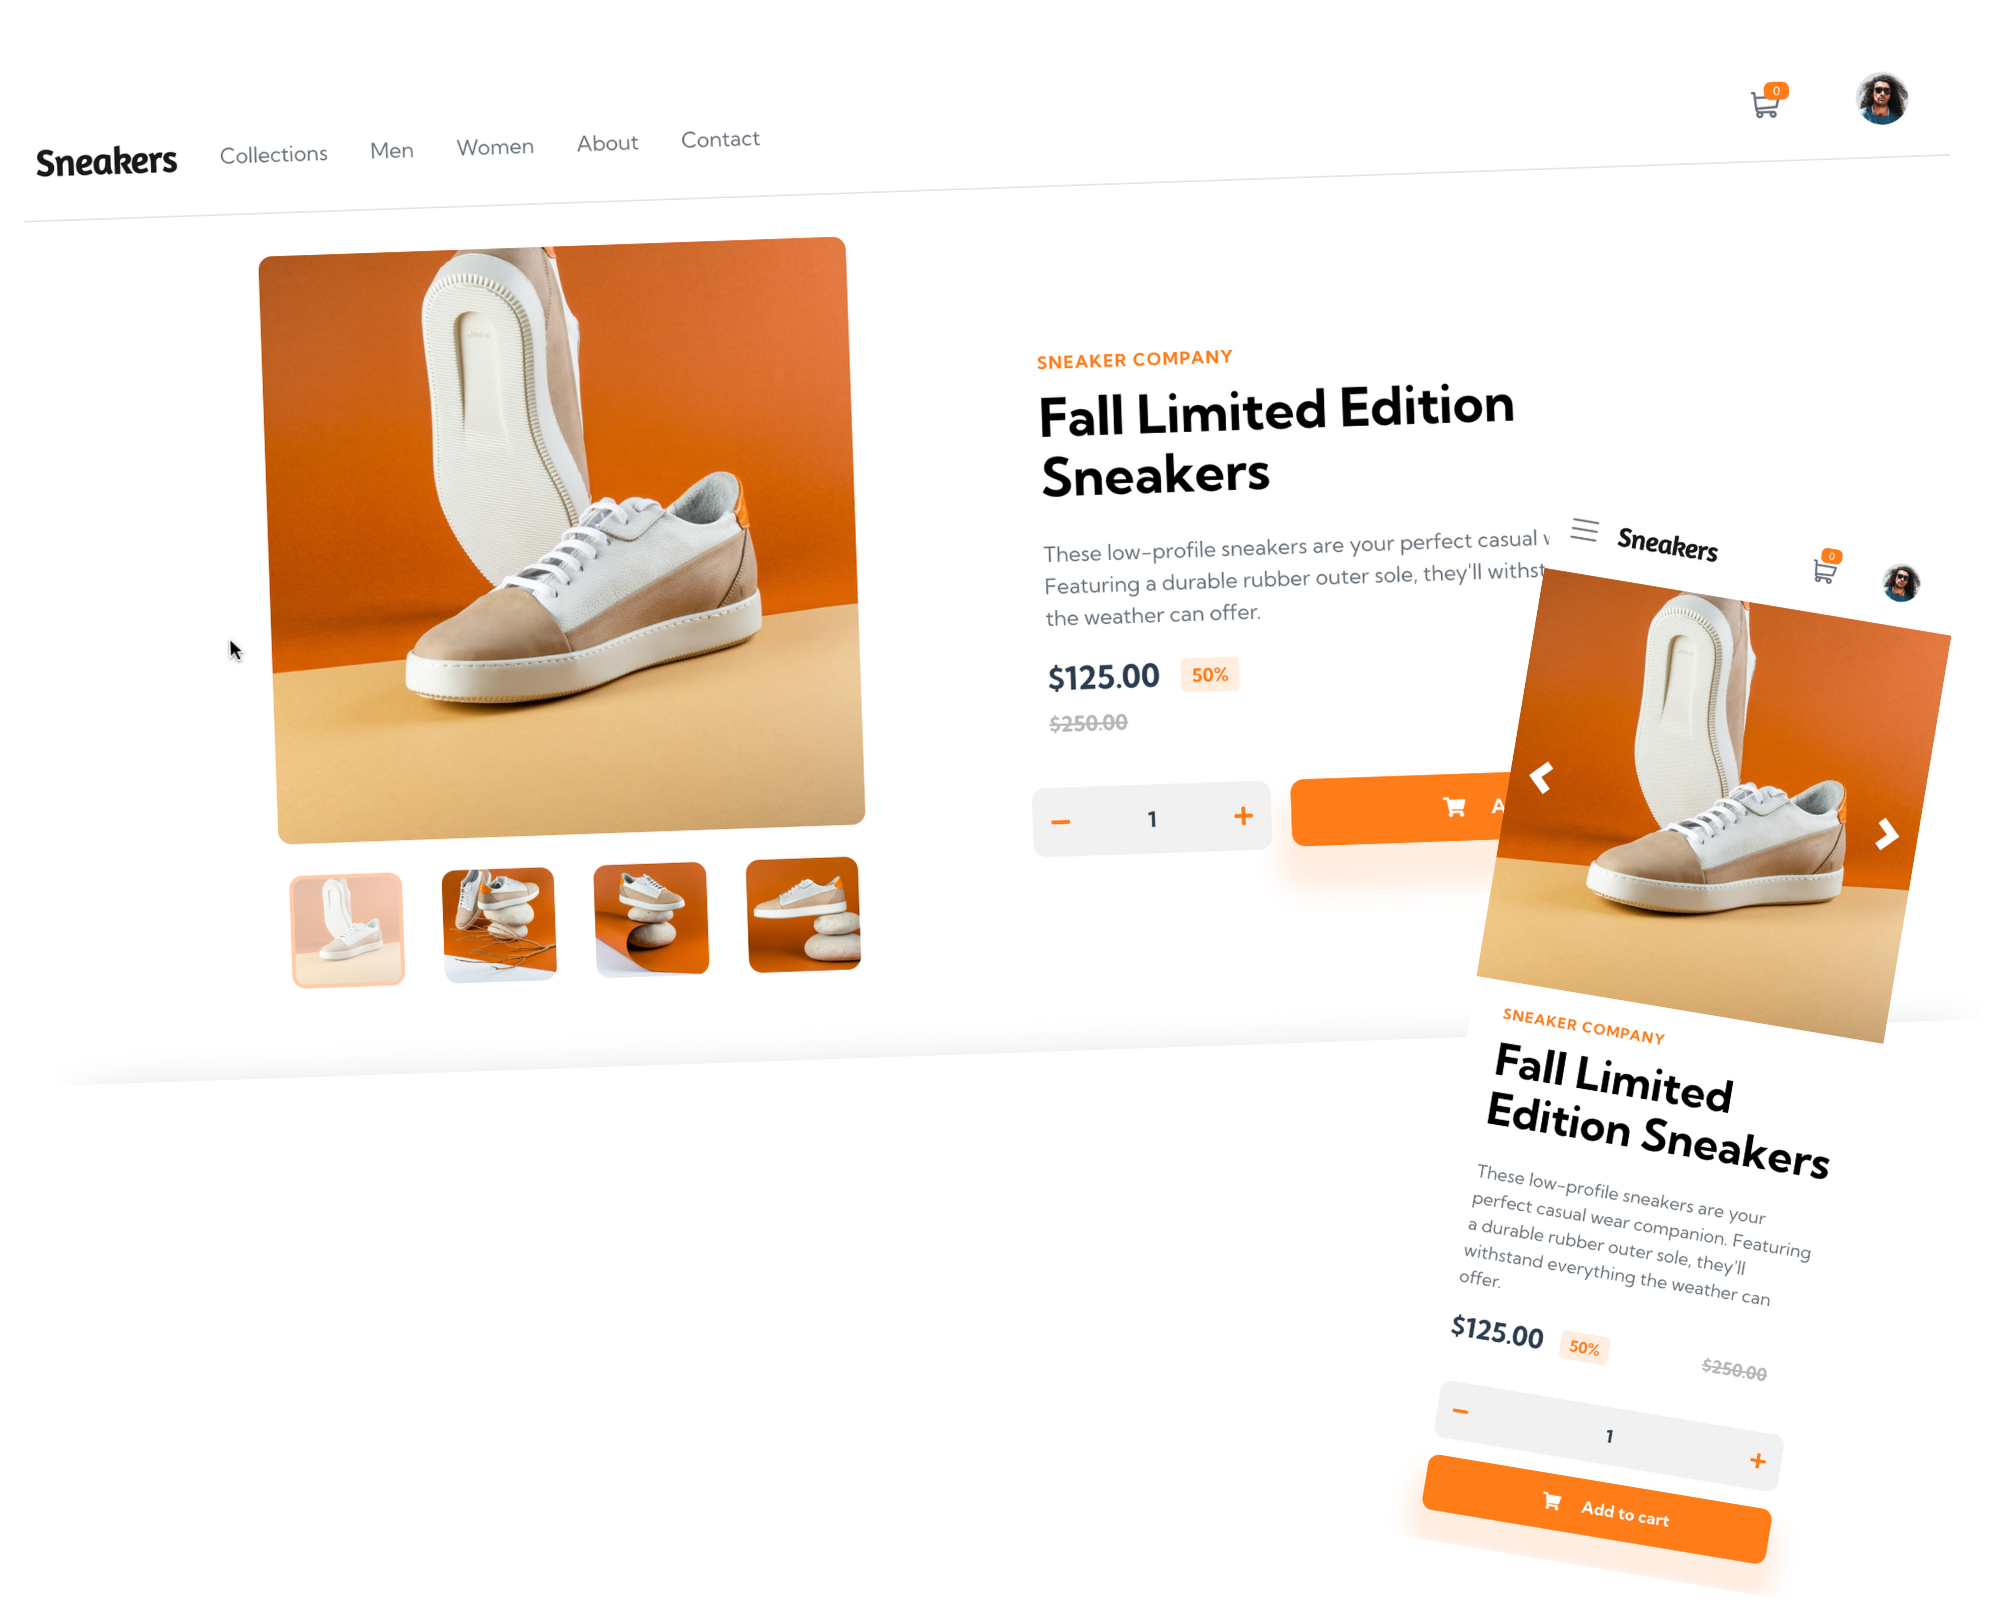 Sneakers
Collections
Men
Women
About
Contact
0
SNEAKER COMPANY
Fall Limited Edition
Sneakers
These low-profile sneakers are your perfect casual
Featuring a durable rubber outer sole, they'll
the weather can offer.
$125.00
50%
$250.00
1
Sneakers
0
SNEAKER COMPANY
Fall Limited
Edition Sneakers
These low-profile sneakers are your
perfect casual wear companion. Featuring
a durable rubber outer sole, they'll
withstand everything the weather can
offer.
$125.00
50%
$250.00
1
Add to cart